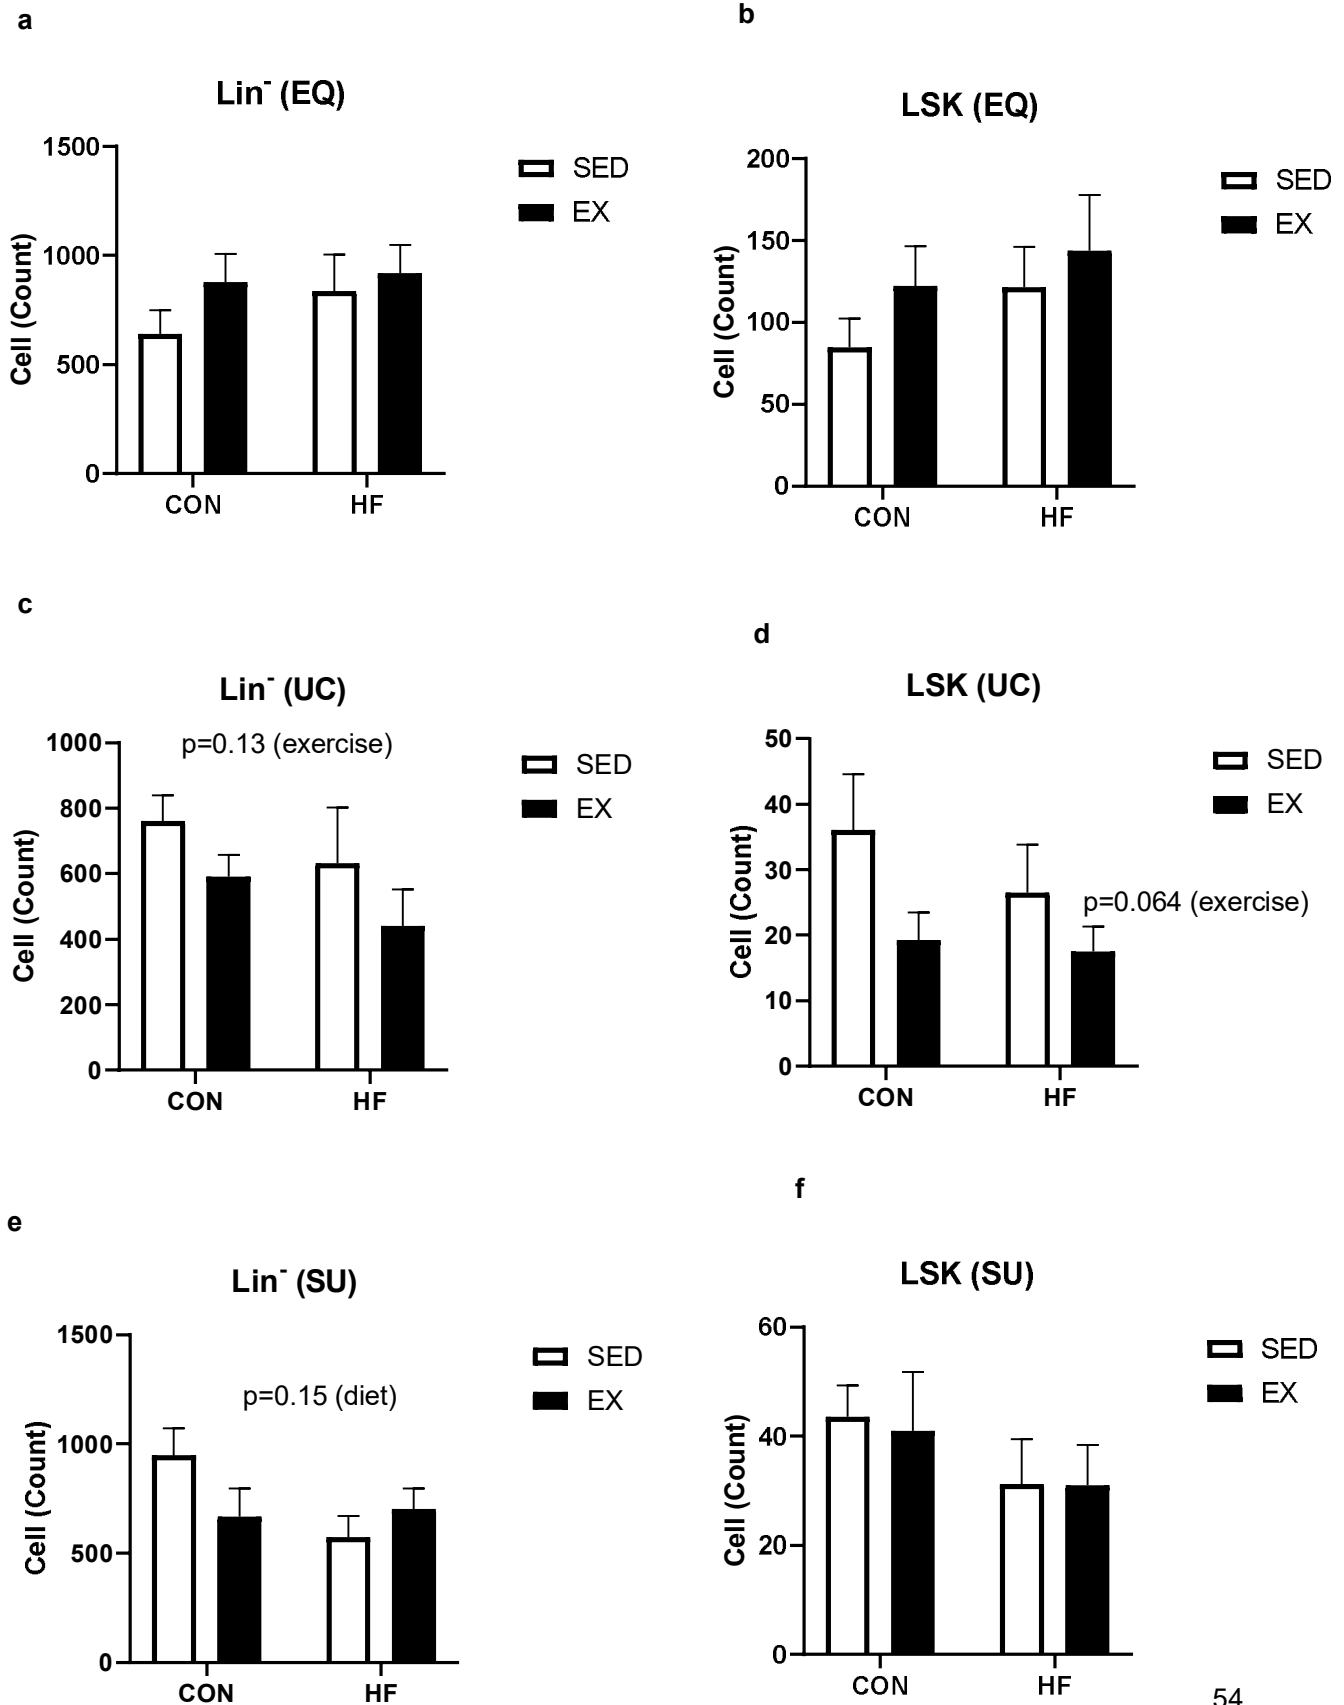 a
Lin⁻ (EQ)
1500
1000
500
0
Cell (Count)
CON
HF
SED
EX
b
LSK (EQ)
200
150
100
50
0
Cell (Count)
CON
HF
SED
EX
c
Lin⁻ (UC)
p=0.13 (exercise)
1000
800
600
400
200
0
Cell (Count)
CON
HF
SED
EX
d
LSK (UC)
50
40
30
20
10
0
Cell (Count)
p=0.064 (exercise)
CON
HF
SED
EX
e
Lin⁻ (SU)
1500
1000
500
0
Cell (Count)
p=0.15 (diet)
CON
HF
SED
EX
f
LSK (SU)
60
40
20
0
Cell (Count)
CON
HF
SED
EX
54